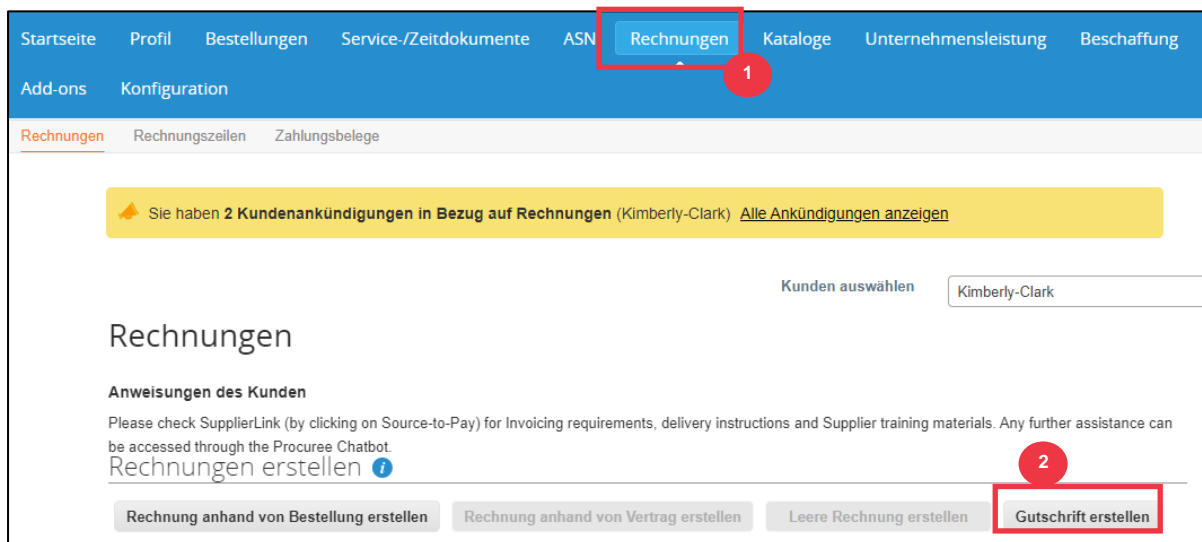 Startseite Profil Bestellungen Service-/Zeitdokumente ASN Rechnungen Kataloge Unternehmensleistung Beschaffung
1
Add-ons Konfiguration
Rechnungen Rechnungszeilen Zahlungsbelege
Sie haben 2 Kundenankündigungen in Bezug auf Rechnungen (Kimberly-Clark) Alle Ankündigungen anzeigen
Kunden auswählen Kimberly-Clark
Rechnungen
Anweisungen des Kunden
Please check SupplierLink (by clicking on Source-to-Pay) for Invoicing requirements, delivery instructions and Supplier training materials. Any further assistance can
be accessed through the Procuree Chatbot.
Rechnungen erstellen i
2
Rechnung anhand von Bestellung erstellen Rechnung anhand von Vertrag erstellen Leere Rechnung erstellen Gutschrift erstellen